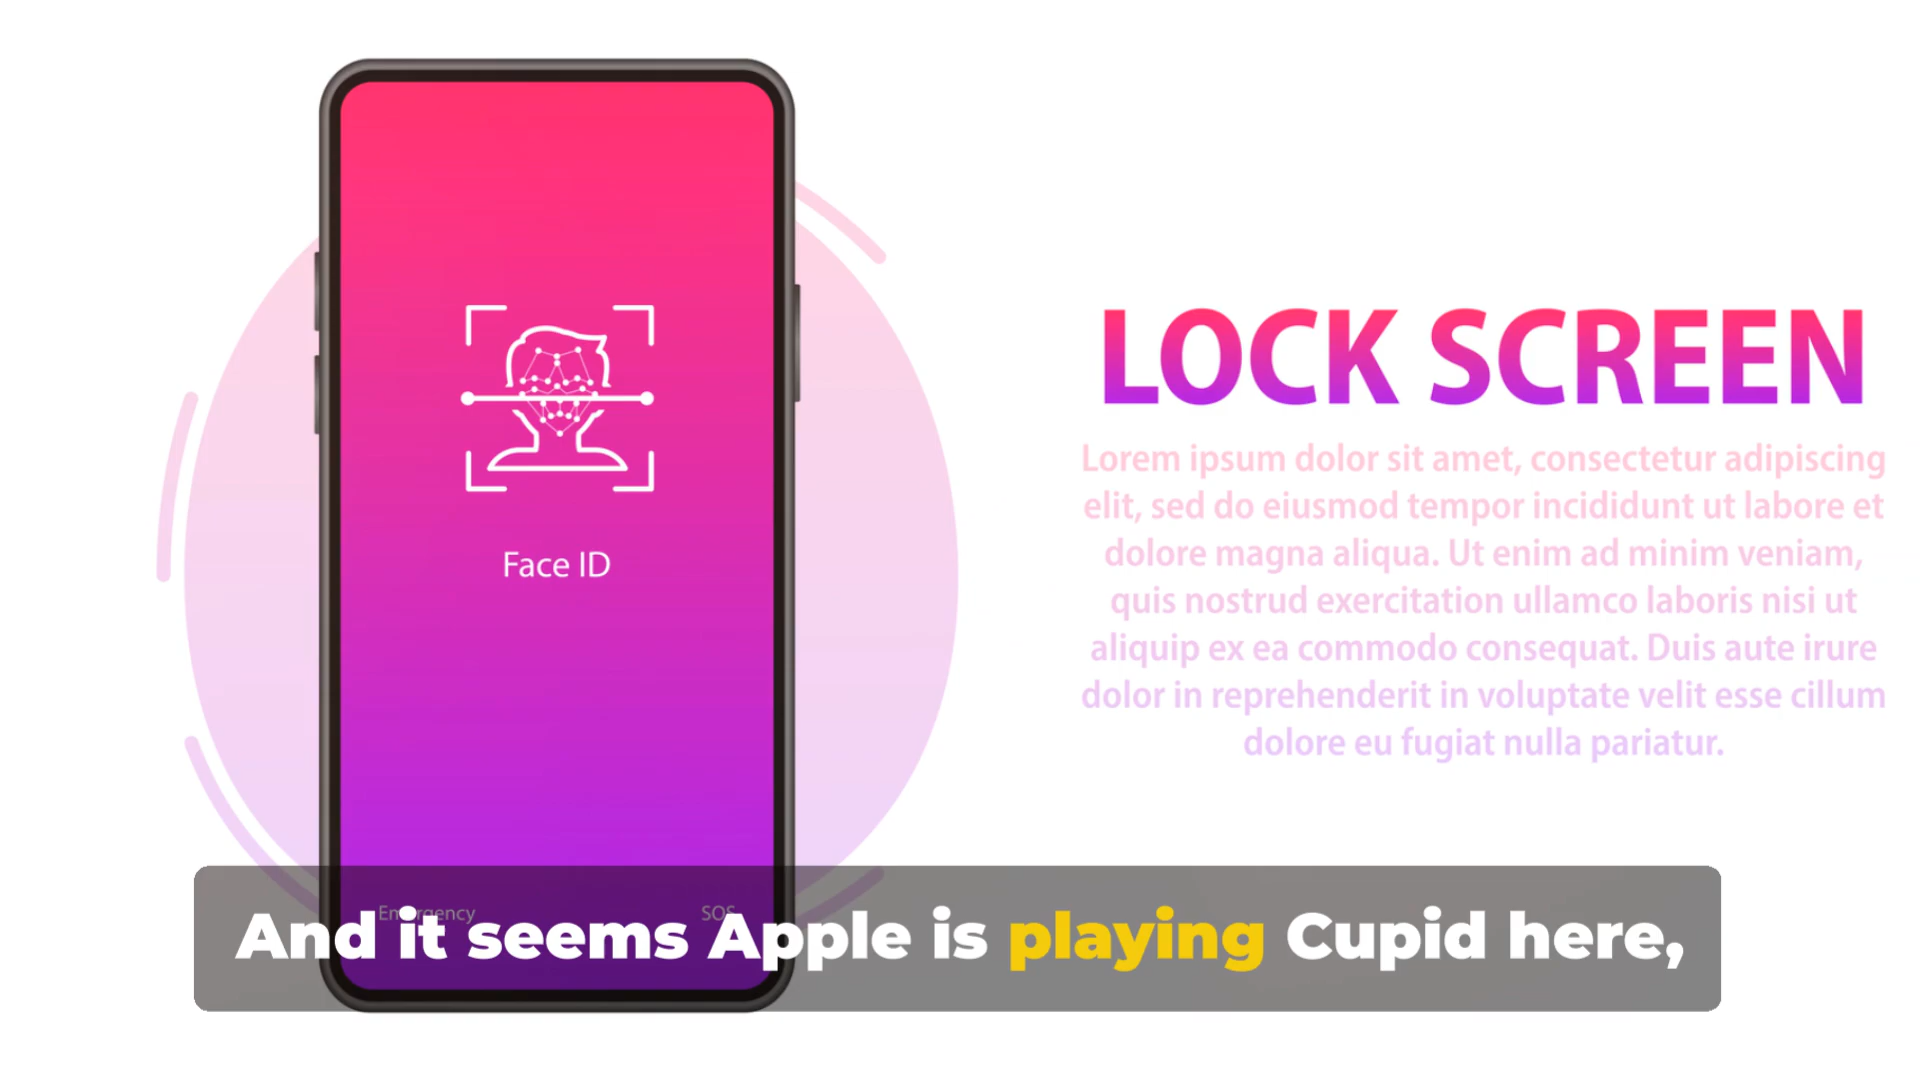 LOCK SCREEN
Lorem ipsum dolor sit amet, consectetur adipiscing
elit, sed do eiusmod tempor incididunt ut labore et
dolore magna aliqua. Ut enim ad minim veniam,
quis nostrud exercitation ullamco laboris nisi ut
aliquip ex ea commodo consequat. Duis aute irure
dolor in reprehenderit in voluptate velit esse cillum
dolore eu fugiat nulla pariatur.
Face ID
Emergency
SOS
And it seems Apple is playing Cupid here,